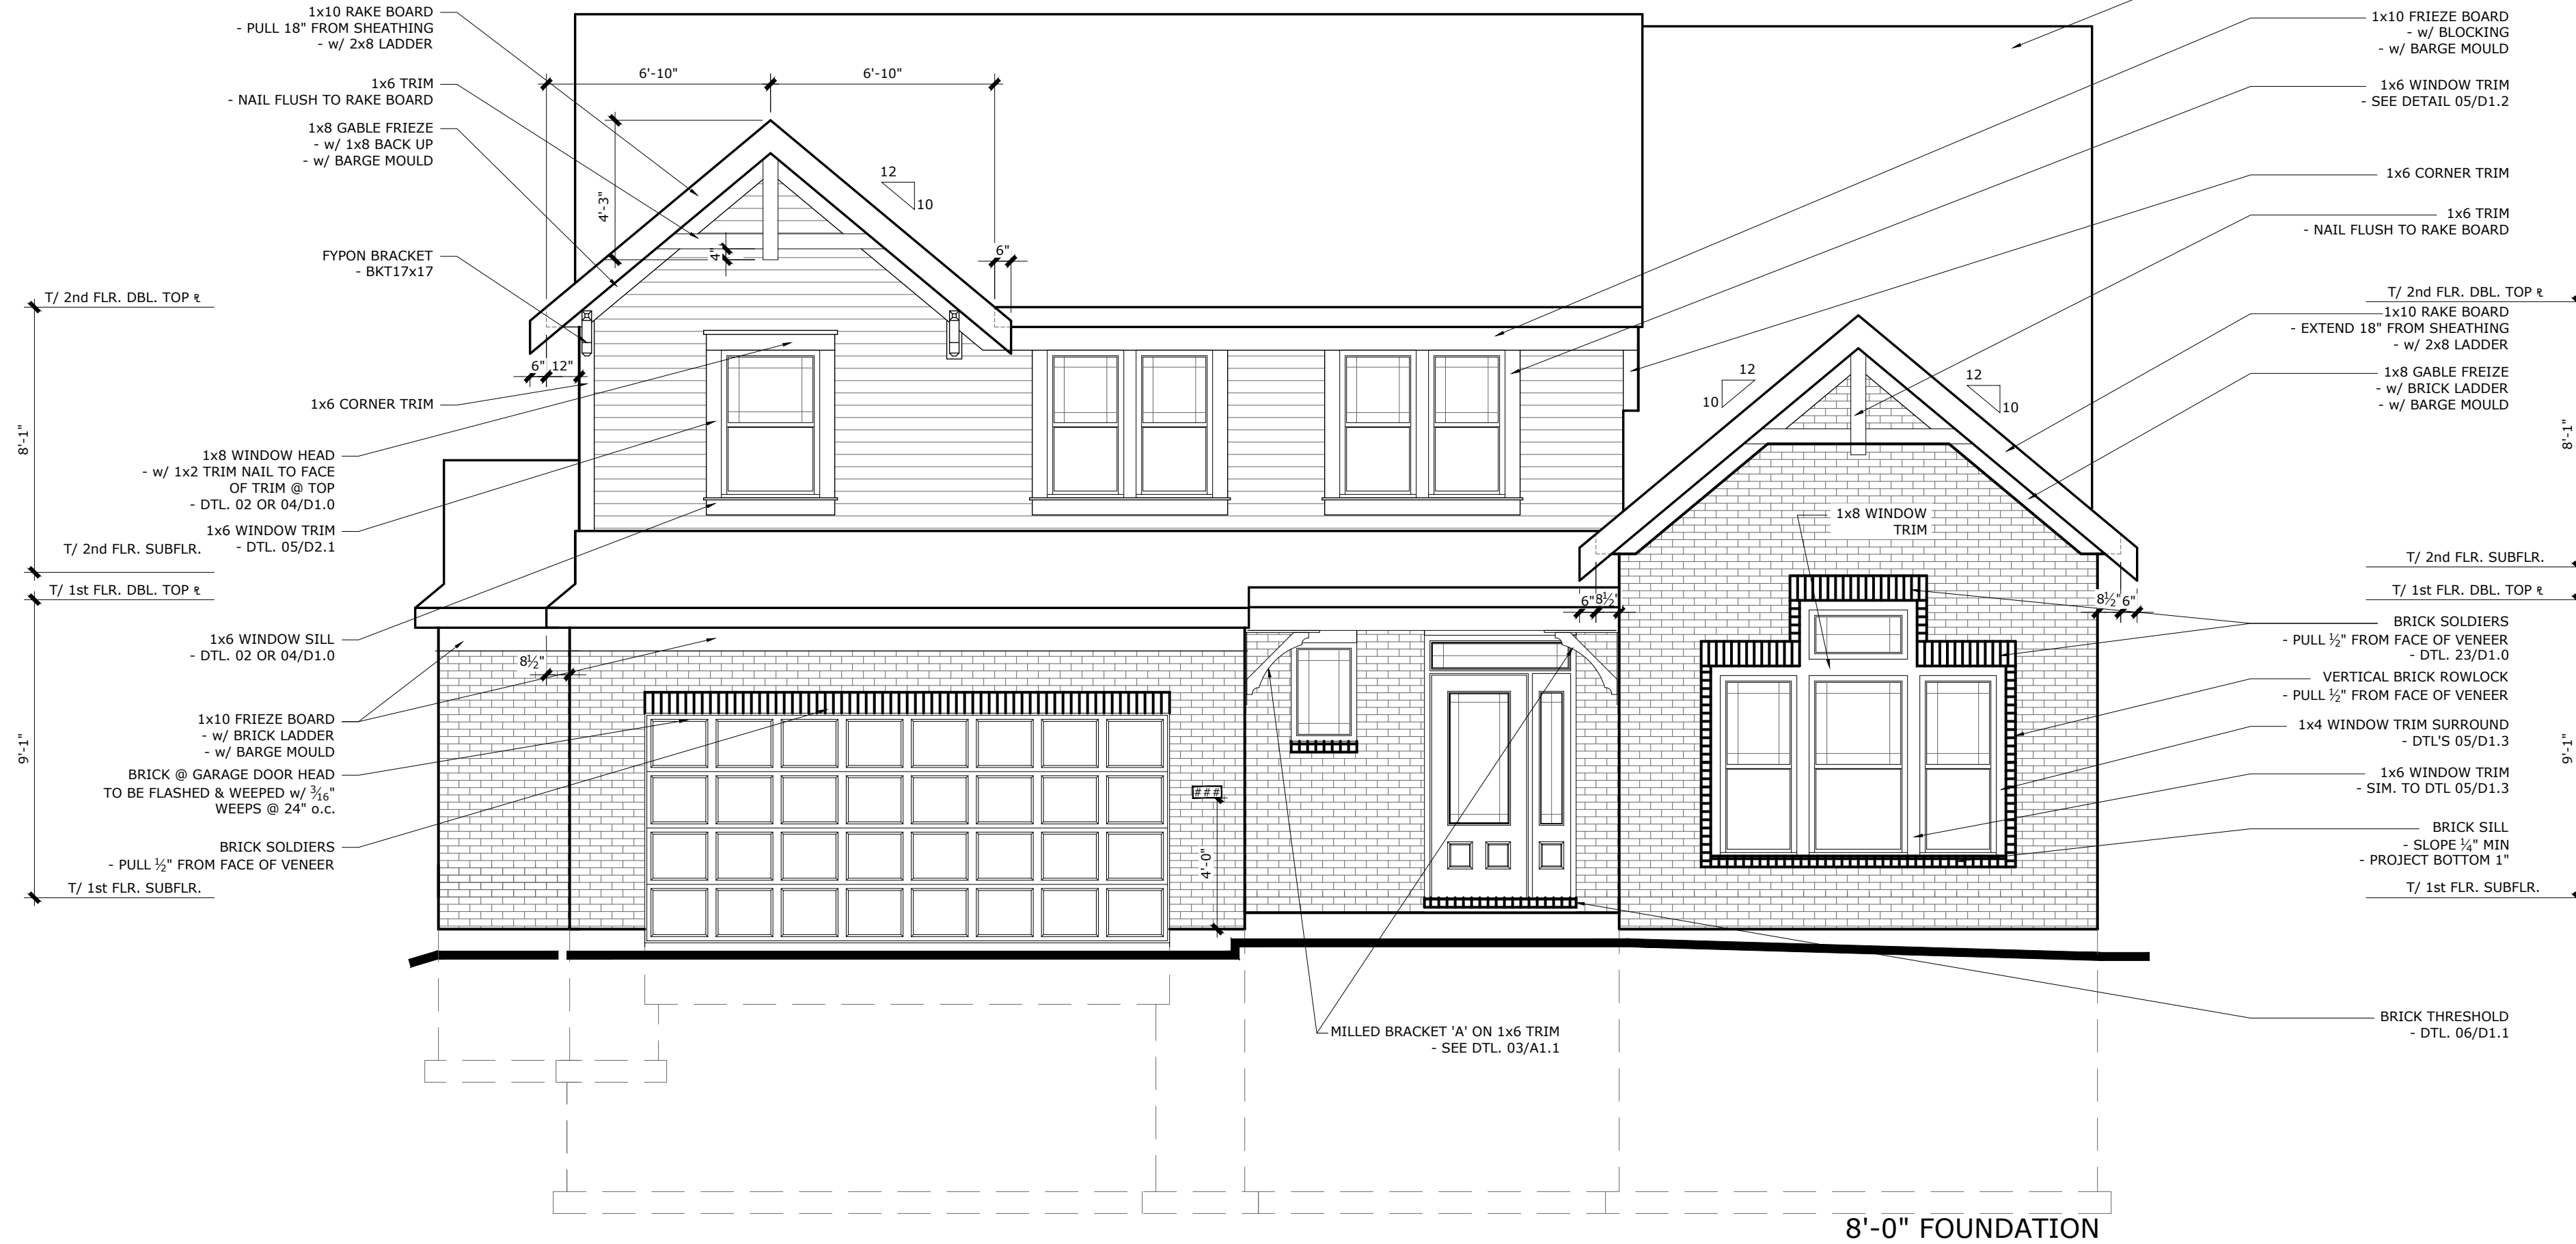 1x10 RAKE BOARD
- PULL 18" FROM SHEATHING
- w/ 2x8 LADDER
1x6 TRIM
- NAIL FLUSH TO RAKE BOARD
1x8 GABLE FRIEZE
- w/ 1x8 BACK UP
- w/ BARGE MOULD
FYPON BRACKET
- BKT17x17
T/ 2nd FLR. DBL. TOP ⅊
8'-1"
1x6 CORNER TRIM
1x8 WINDOW HEAD
- w/ 1x2 TRIM NAIL TO FACE
OF TRIM @ TOP
- DTL. 02 OR 04/D1.0
1x6 WINDOW TRIM
- DTL. 05/D2.1
T/ 2nd FLR. SUBFLR.
T/ 1st FLR. DBL. TOP ⅊
1x6 WINDOW SILL
- DTL. 02 OR 04/D1.0
9'-1"
1x10 FRIEZE BOARD
- w/ BRICK LADDER
- w/ BARGE MOULD
BRICK @ GARAGE DOOR HEAD
TO BE FLASHED & WEEPED w/ 3⁄16"
WEEPS @ 24" o.c.
BRICK SOLDIERS
- PULL ½" FROM FACE OF VENEER
T/ 1st FLR. SUBFLR.
6'-10"
6'-10"
4'-3"
12
10
4"
6"
6"
12"
8½"
###
4'-0"
12
10
12
10
1x8 WINDOW
TRIM
6"
8½"
8½"
6"
MILLED BRACKET 'A' ON 1x6 TRIM
- SEE DTL. 03/A1.1
1x10 FRIEZE BOARD
- w/ BLOCKING
- w/ BARGE MOULD
1x6 WINDOW TRIM
- SEE DETAIL 05/D1.2
1x6 CORNER TRIM
1x6 TRIM
- NAIL FLUSH TO RAKE BOARD
T/ 2nd FLR. DBL. TOP ⅊
1x10 RAKE BOARD
- EXTEND 18" FROM SHEATHING
- w/ 2x8 LADDER
1x8 GABLE FREIZE
- w/ BRICK LADDER
- w/ BARGE MOULD
8'-1"
T/ 2nd FLR. SUBFLR.
T/ 1st FLR. DBL. TOP ⅊
BRICK SOLDIERS
- PULL ½" FROM FACE OF VENEER
- DTL. 23/D1.0
VERTICAL BRICK ROWLOCK
- PULL ½" FROM FACE OF VENEER
1x4 WINDOW TRIM SURROUND
- DTL'S 05/D1.3
9'-1"
1x6 WINDOW TRIM
- SIM. TO DTL 05/D1.3
BRICK SILL
- SLOPE ¼" MIN
- PROJECT BOTTOM 1"
T/ 1st FLR. SUBFLR.
BRICK THRESHOLD
- DTL. 06/D1.1
8'-0" FOUNDATION